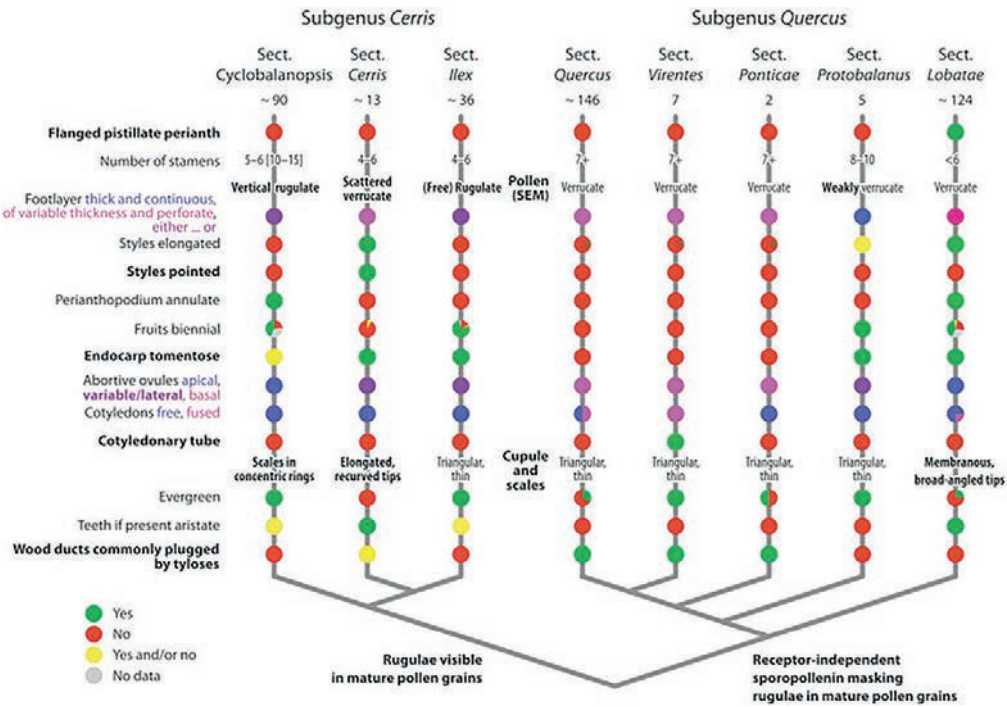 Subgenus Cerris
Subgenus Quercus
Sect. Cyclobalanopsis
Sect. Cerris
Sect. Ilex
Sect. Quercus
Sect. Virentes
Sect. Ponticae
Sect. Protobalanus
Sect. Lobatae
~ 90
~ 13
~ 36
~ 146
7
2
5
~ 124
Flanged pistillate perianth
Number of stamens
5–6 [10–15]
4–6
4–6
7+
7+
7+
8–10
<6
Vertical rugulate
Scattered
verrucate
(Free) Rugulate
Pollen
(SEM)
Verrucate
Verrucate
Verrucate
Weakly verrucate
Verrucate
Footlayer thick and continuous,
of variable thickness and perforate,
either ... or
Styles elongated
Styles pointed
Perianthopodium annulate
Fruits biennial
Endocarp tomentose
Abortive ovules apical,
variable/lateral, basal
Cotyledons free, fused
Cotyledonary tube
Scales in
concentric rings
Elongated,
recurved tips
Triangular,
thin
Cupule
and
scales
Triangular,
thin
Triangular,
thin
Triangular,
thin
Triangular,
thin
Membranous,
broad-angled tips
Evergreen
Teeth if present aristate
Wood ducts commonly plugged
by tyloses
Yes
No
Yes and/or no
No data
Rugulae visible
in mature pollen grains
Receptor-independent
sporopollenin masking
rugulae in mature pollen grains